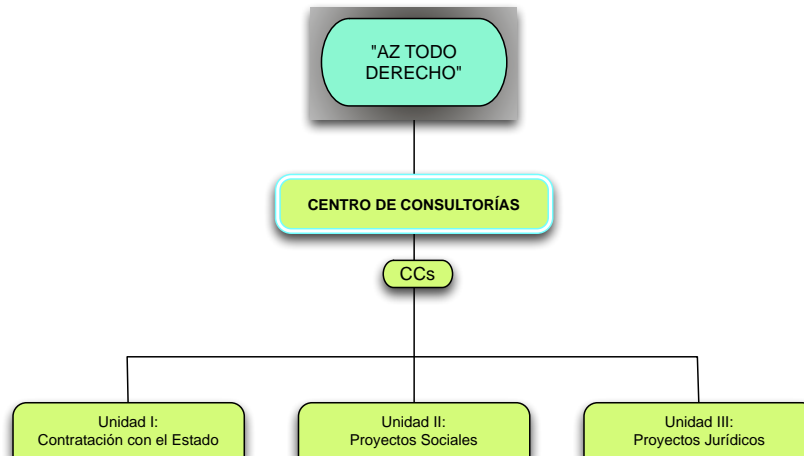 "AZ TODO
DERECHO"
CENTRO DE CONSULTORÍAS
CCs
Unidad I:
Contratación con el Estado
Unidad II:
Proyectos Sociales
Unidad III:
Proyectos Jurídicos